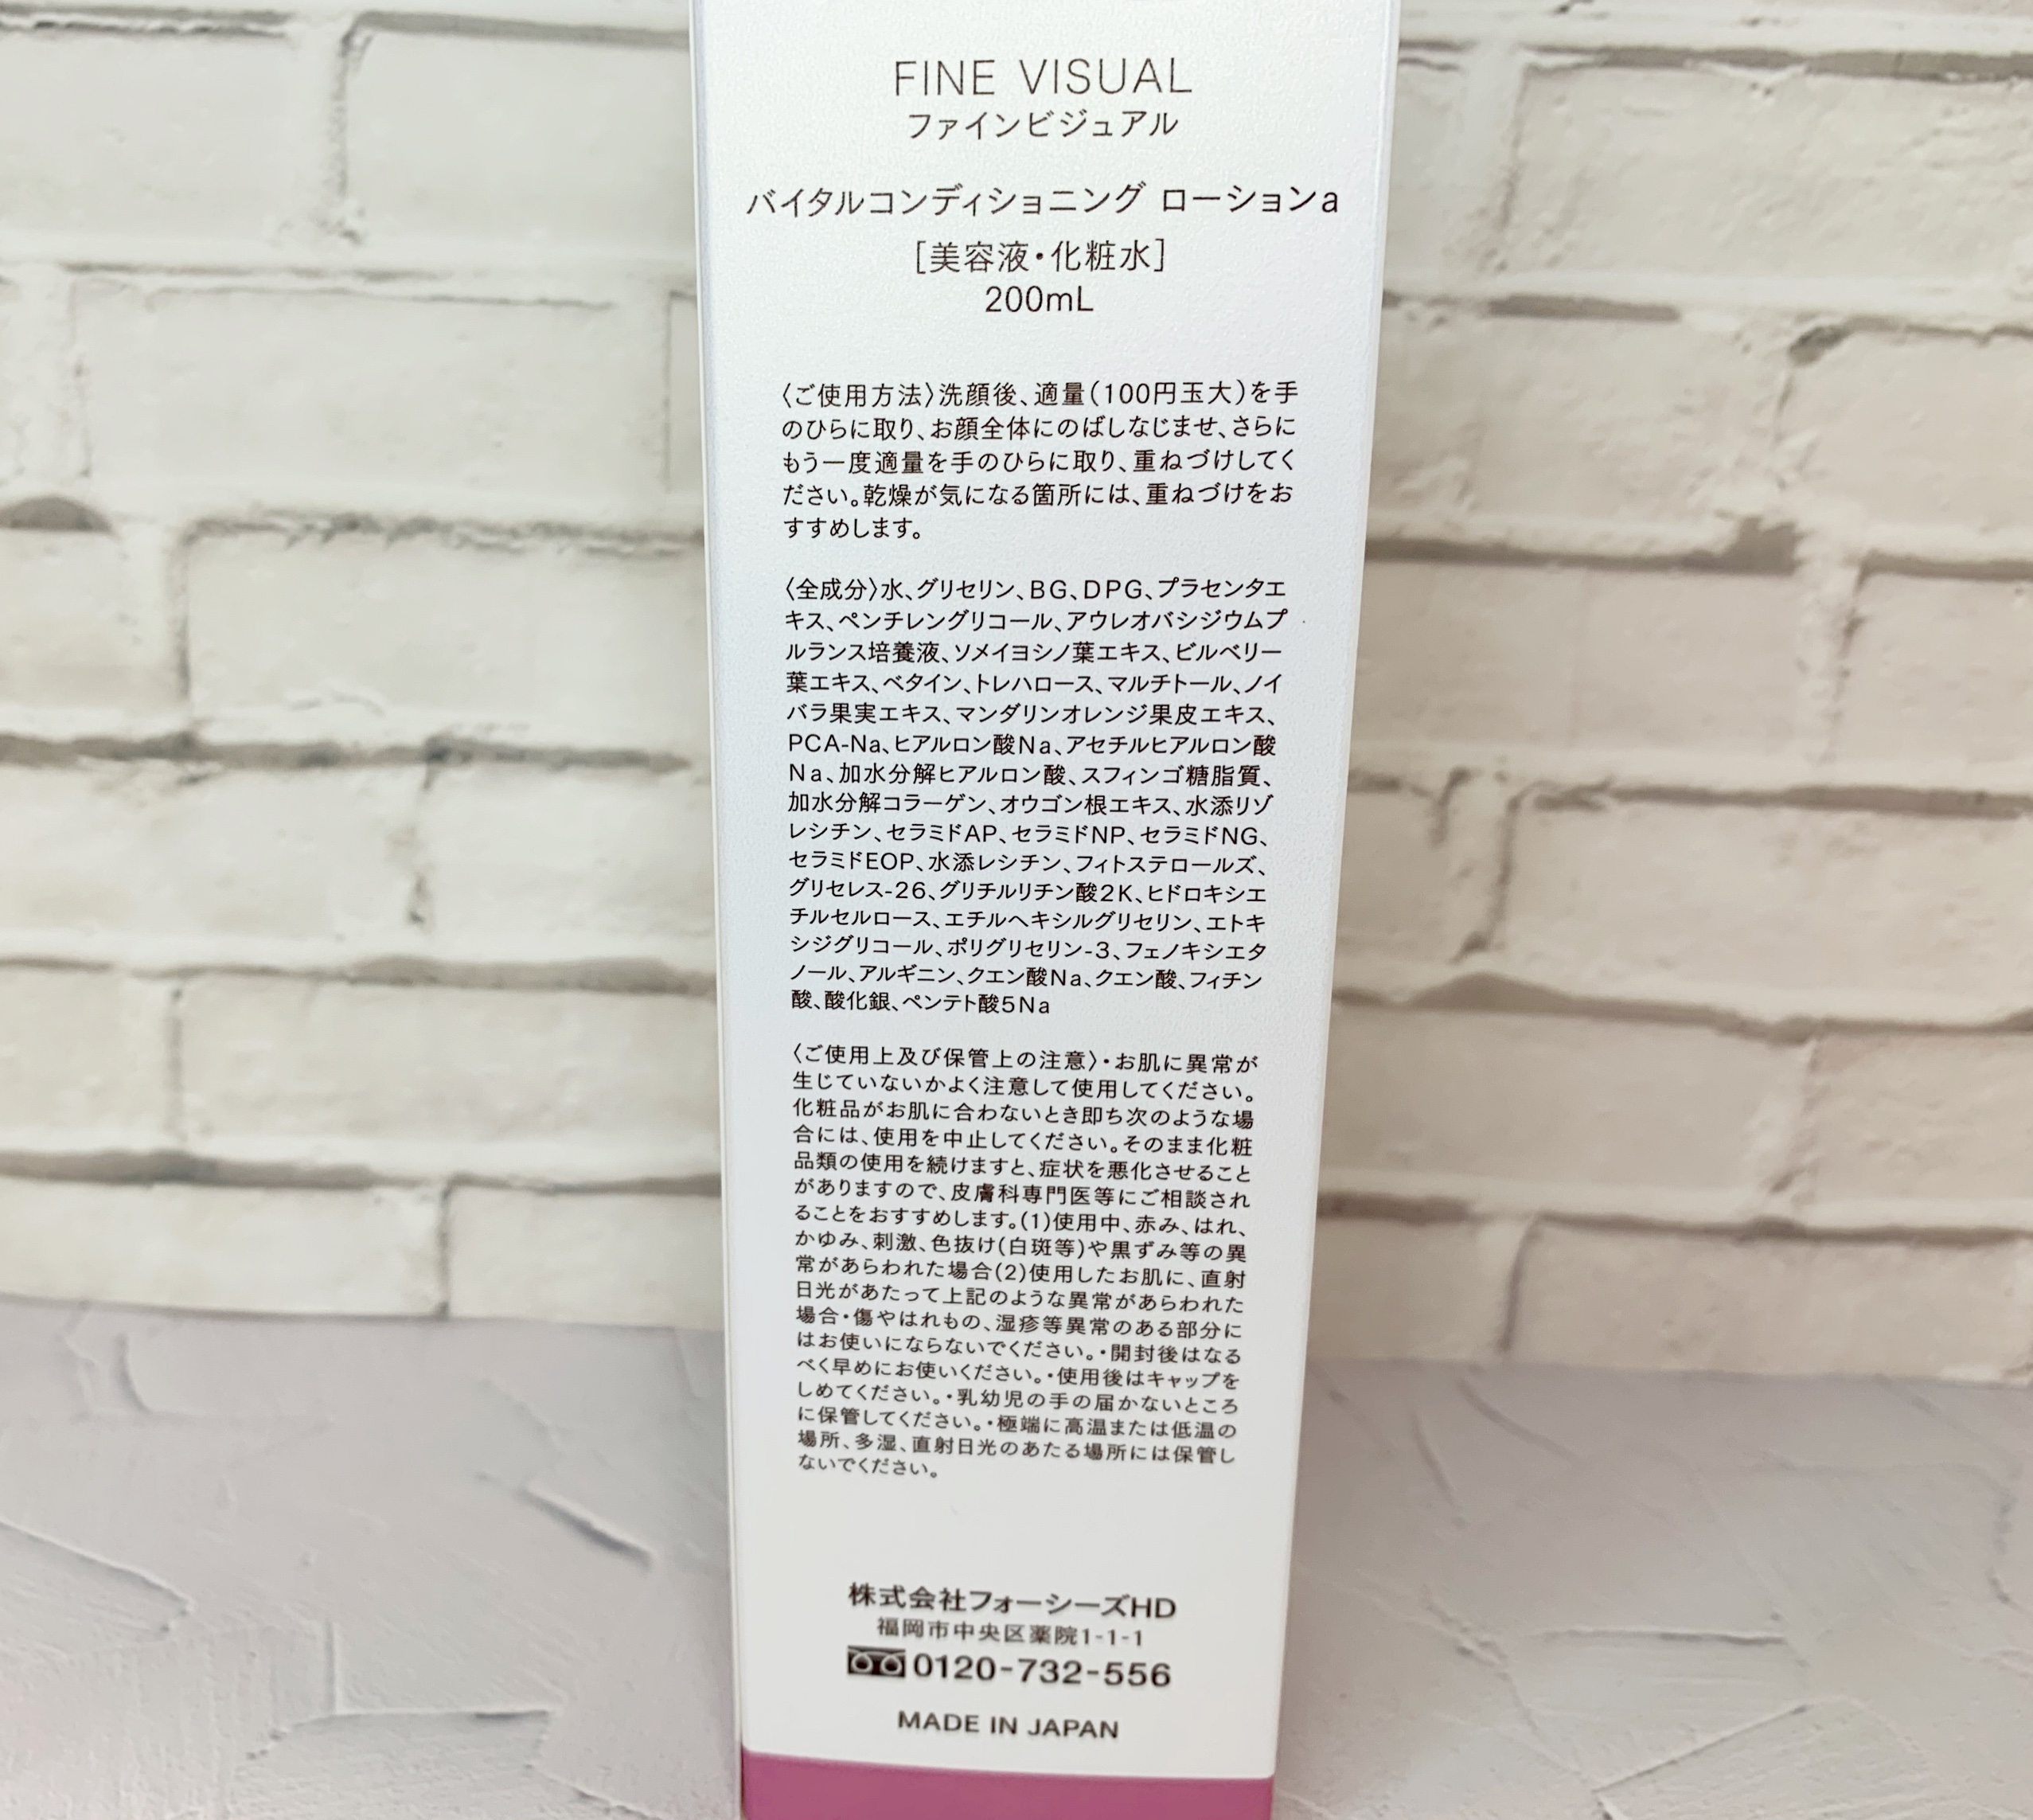 FINE VISUAL
ファインビジュアル
バイタルコンディショニング ローションa
[美容液・化粧水]
200mL
〈ご使用方法〉洗顔後、適量(100円玉大)を手
のひらに取り、お顔全体にのばしなじませ、さらに
もう一度適量を手のひらに取り、重ねづけしてく
ださい。乾燥が気になる箇所には、重ねづけをお
すすめします。
〈全成分〉水、グリセリン、BG、DPG、プラセンタエ
キス、ペンチレングリコール、アウレオバシジウムプ
ルランス培養液、ソメイヨシノ葉エキス、ビルベリー
葉エキス、ベタイン、トレハロース、マルチトール、ノイ
バラ果実エキス、マンダリンオレンジ果皮エキス、
PCA-Na、ヒアルロン酸Na、アセチルヒアルロン酸
Na、加水分解ヒアルロン酸、スフィンゴ糖脂質、
加水分解コラーゲン、オウゴン根エキス、水添リゾ
レシチン、セラミドAP、セラミドNP、セラミドNG、
セラミドEOP、水添レシチン、フィトステロールズ、
グリセレス-26、グリチルリチン酸2K、ヒドロキシエ
チルセルロース、エチルヘキシルグリセリン、エトキ
シジグリコール、ポリグリセリン-3、フェノキシエタ
ノール、アルギニン、クエン酸Na、クエン酸、フィチン
酸、酸化銀、ペンテト酸5Na
〈ご使用上及び保管上の注意〉・お肌に異常が
生じていないかよく注意して使用してください。
化粧品がお肌に合わないとき即ち次のような場
合には、使用を中止してください。そのまま化粧
品類の使用を続けますと、症状を悪化させること
がありますので、皮膚科専門医等にご相談され
ることをおすすめします。(1)使用中、赤み、はれ、
かゆみ、刺激、色抜け(白斑等)や黒ずみ等の異
常があらわれた場合(2)使用したお肌に、直射
日光があたって上記のような異常があらわれた
場合・傷やはれもの、湿疹等異常のある部分に
はお使いにならないでください。・開封後はなる
べく早めにお使いください。・使用後はキャップを
しめてください。・乳幼児の手の届かないところ
に保管してください。・極端に高温または低温の
場所、多湿、直射日光のあたる場所には保管し
ないでください。
株式会社フォーシーズHD
福岡市中央区薬院1-1-1
0120-732-556
MADE IN JAPAN